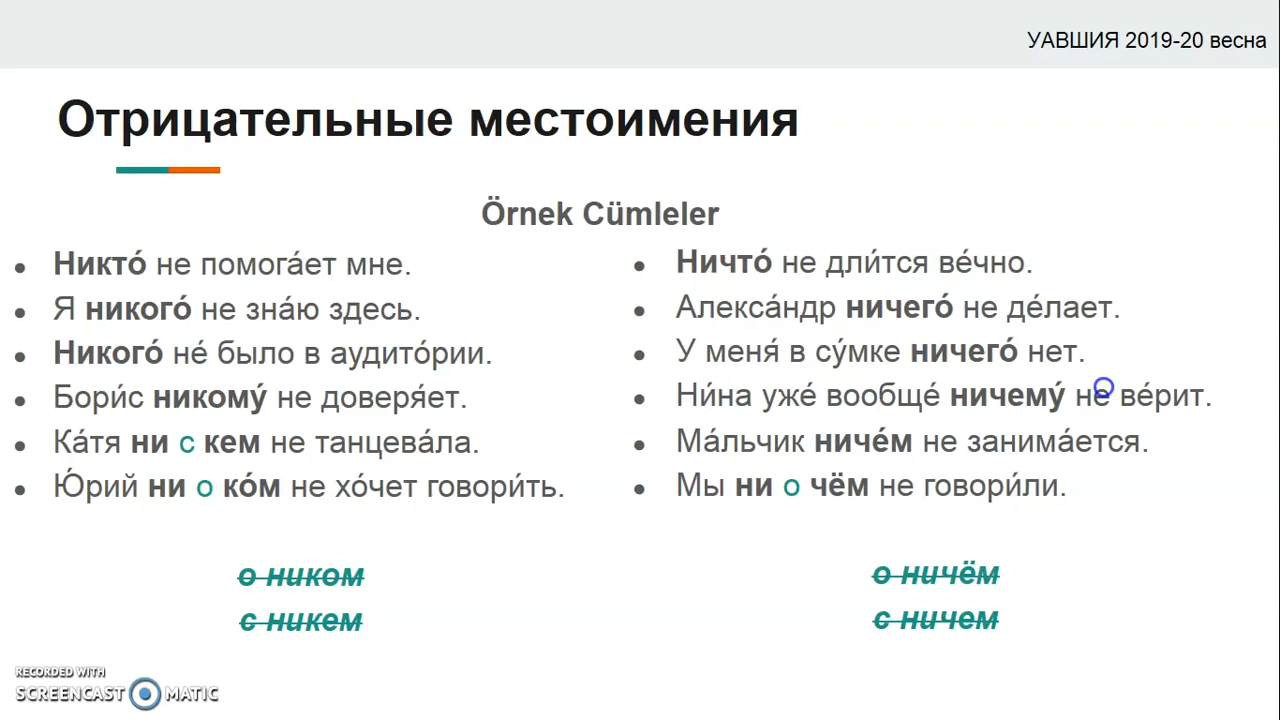 УАВШИЯ 2019-20 весна
Отрицательные местоимения
Örnek Cümleler
• Никто́ не помога́ет мне.
• Я никого́ не зна́ю здесь.
• Никого́ не́ было в аудито́рии.
• Бори́с никому́ не доверя́ет.
• Ка́тя ни с кем не танцева́ла.
• Ю́рий ни о ко́м не хо́чет говори́ть.
о ником
с никем
• Ничто́ не дли́тся ве́чно.
• Алекса́ндр ничего́ не де́лает.
• У меня́ в су́мке ничего́ нет.
• Ни́на уже́ вообще́ ничему́ не ве́рит.
• Ма́льчик ниче́м не занима́ется.
• Мы ни о чём не говори́ли.
о ничём
с ничем
RECORDED WITH
SCREENCAST MATIC